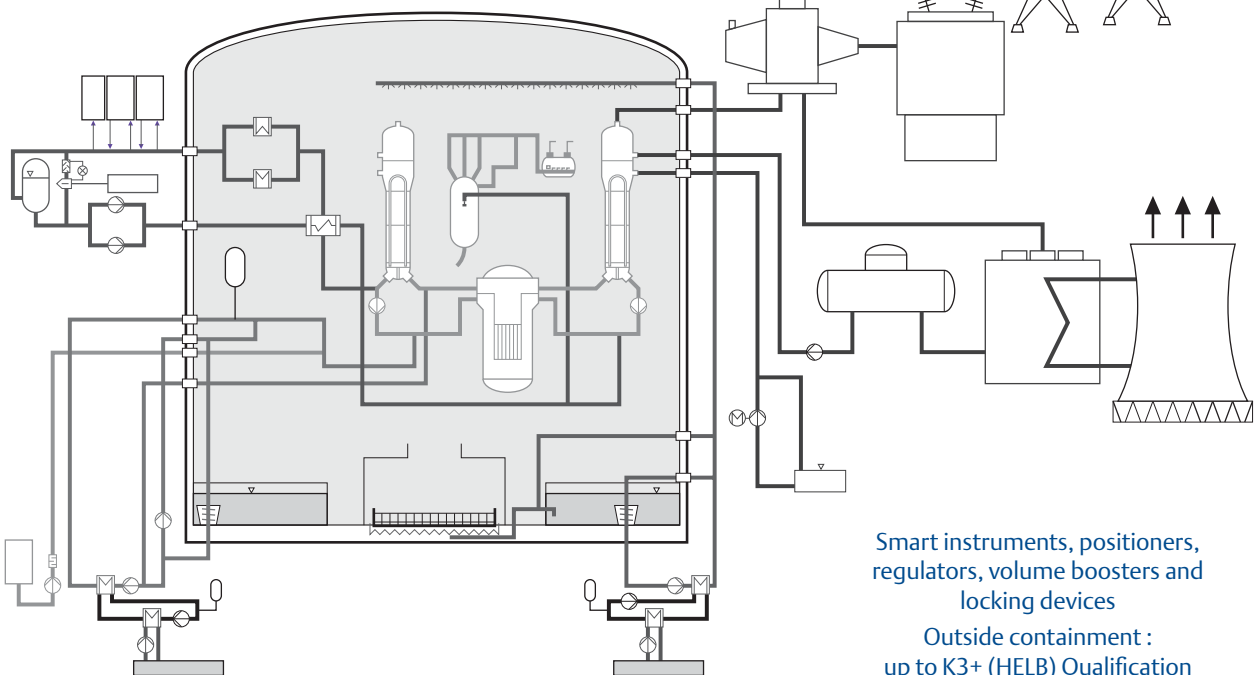 Smart instruments, positioners,
regulators, volume boosters and
locking devices
Outside containment :
up to K3+ (HELB) Qualification